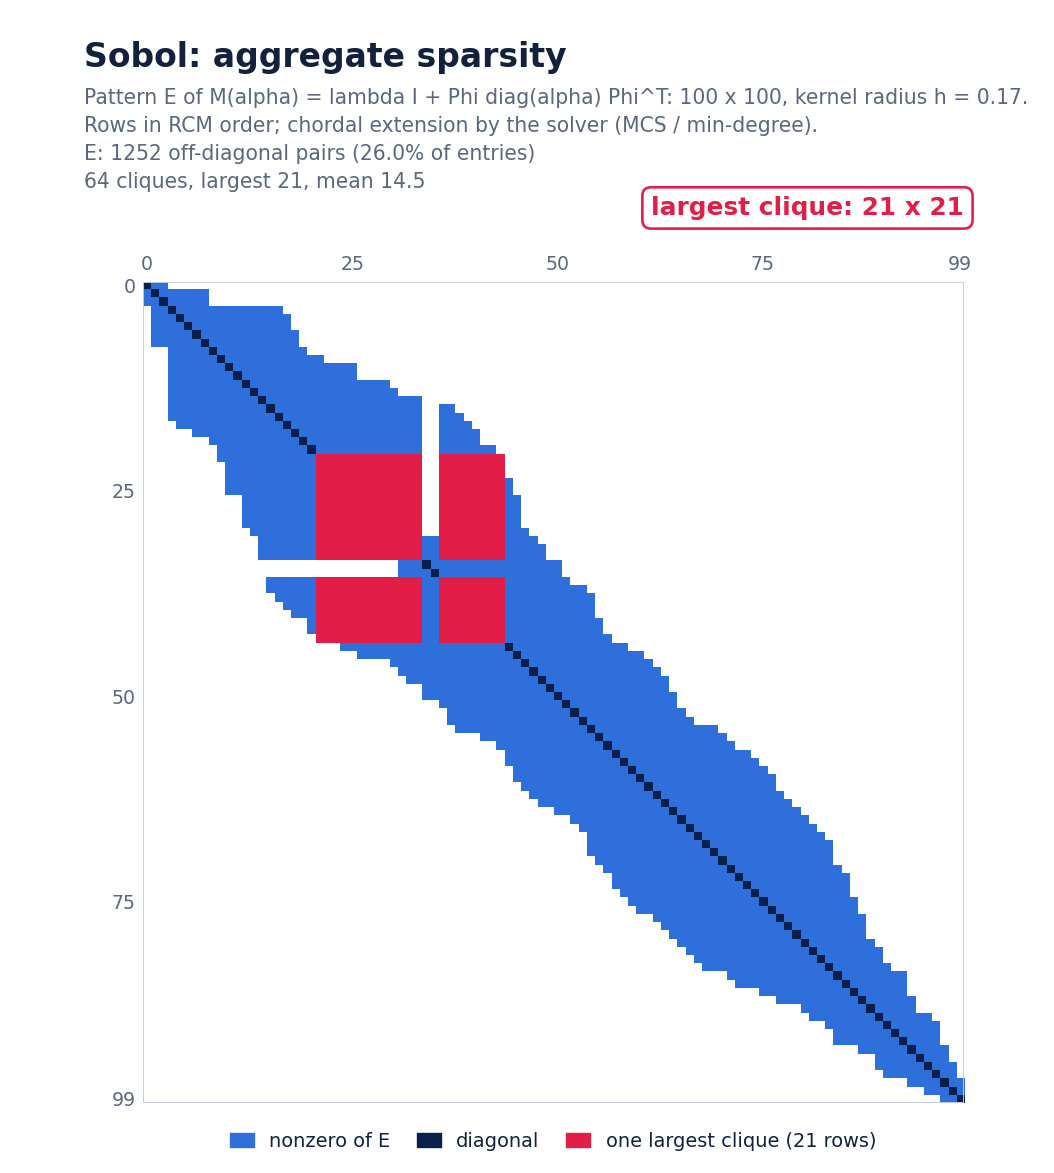 Sobol: aggregate sparsity
Pattern E of M(alpha) = lambda I + Phi diag(alpha) Phi^T: 100 x 100, kernel radius h = 0.17.
Rows in RCM order; chordal extension by the solver (MCS / min-degree).
E: 1252 off-diagonal pairs (26.0% of entries)
64 cliques, largest 21, mean 14.5
largest clique: 21 x 21
0 25 50 75 99
0
25
50
75
99
nonzero of E diagonal one largest clique (21 rows)